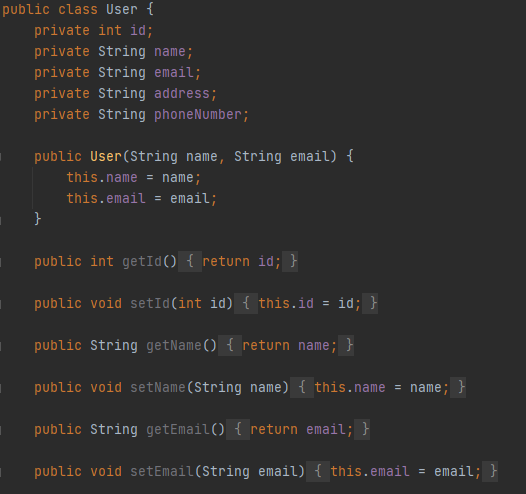 public class User {
private int id;
private String name;
private String email;
private String address;
private String phoneNumber;
public User(String name, String email) {
this.name = name;
this.email = email;
}
public int getId() { return id; }
public void setId(int id) { this.id = id; }
public String getName() { return name; }
public void setName(String name) { this.name = name; }
public String getEmail() { return email; }
public void setEmail(String email) { this.email = email; }